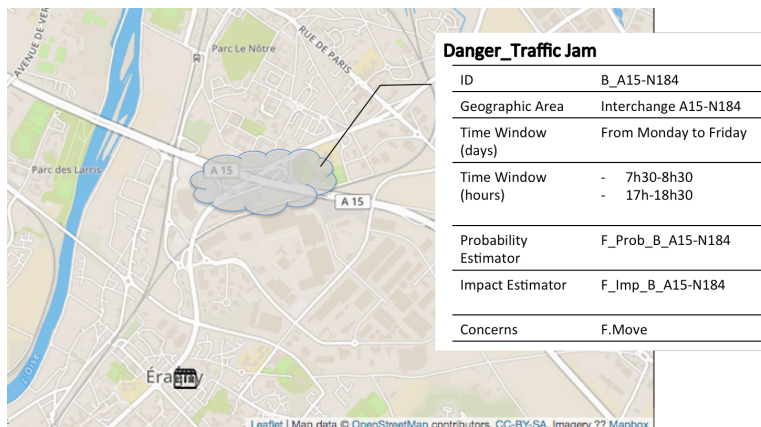 AVENUE DE VER
Parc Le Nôtre
RUE DE PARIS
Parc des Larris
A 15
A 15
L'Oise
Danger_Traffic Jam
ID B_A15-N184
Geographic Area Interchange A15-N184
Time Window From Monday to Friday
(days)
Time Window - 7h30-8h30
(hours) - 17h-18h30
Probability F_Prob_B_A15-N184
Estimator
Impact Estimator F_Imp_B_A15-N184
Concerns F.Move
Leaflet | Map data © OpenStreetMap contributors, CC-BY-SA, Imagery ?? Mapbox